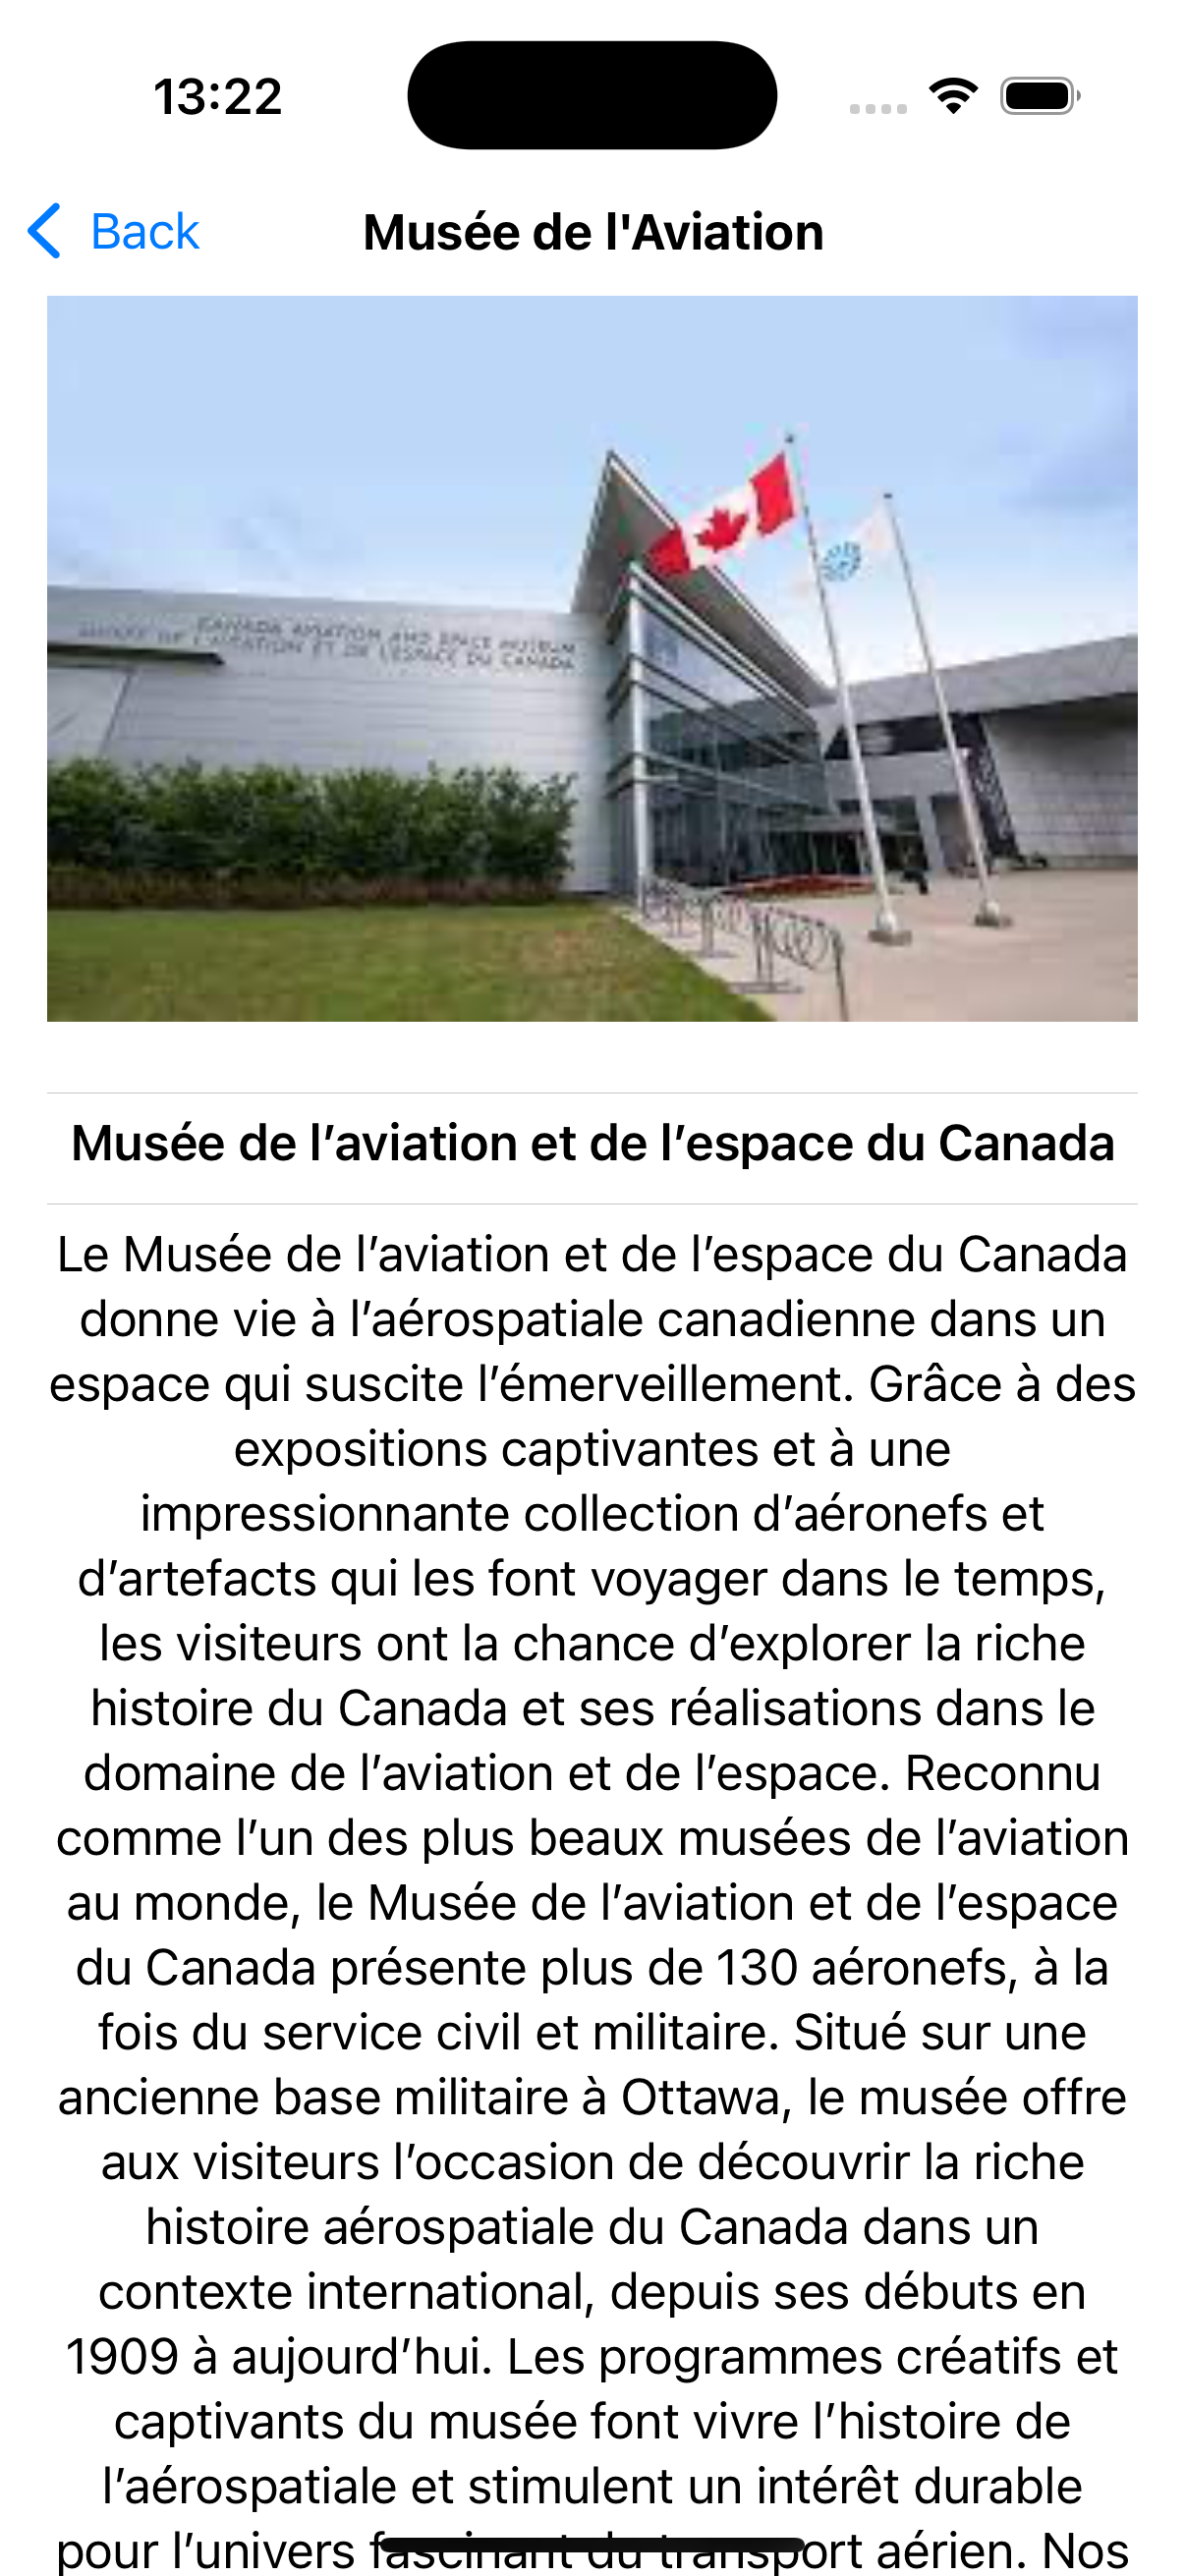 13:22
Back
Musée de l'Aviation
CANADA AVIATION AND SPACE MUSEUM
MUSÉE DE L'AVIATION ET DE L'ESPACE DU CANADA
Musée de l’aviation et de l’espace du Canada
Le Musée de l’aviation et de l’espace du Canada
donne vie à l’aérospatiale canadienne dans un
espace qui suscite l’émerveillement. Grâce à des
expositions captivantes et à une
impressionnante collection d’aéronefs et
d’artefacts qui les font voyager dans le temps,
les visiteurs ont la chance d’explorer la riche
histoire du Canada et ses réalisations dans le
domaine de l’aviation et de l’espace. Reconnu
comme l’un des plus beaux musées de l’aviation
au monde, le Musée de l’aviation et de l’espace
du Canada présente plus de 130 aéronefs, à la
fois du service civil et militaire. Situé sur une
ancienne base militaire à Ottawa, le musée offre
aux visiteurs l’occasion de découvrir la riche
histoire aérospatiale du Canada dans un
contexte international, depuis ses débuts en
1909 à aujourd’hui. Les programmes créatifs et
captivants du musée font vivre l’histoire de
l’aérospatiale et stimulent un intérêt durable
pour l’univers fascinant du transport aérien. Nos